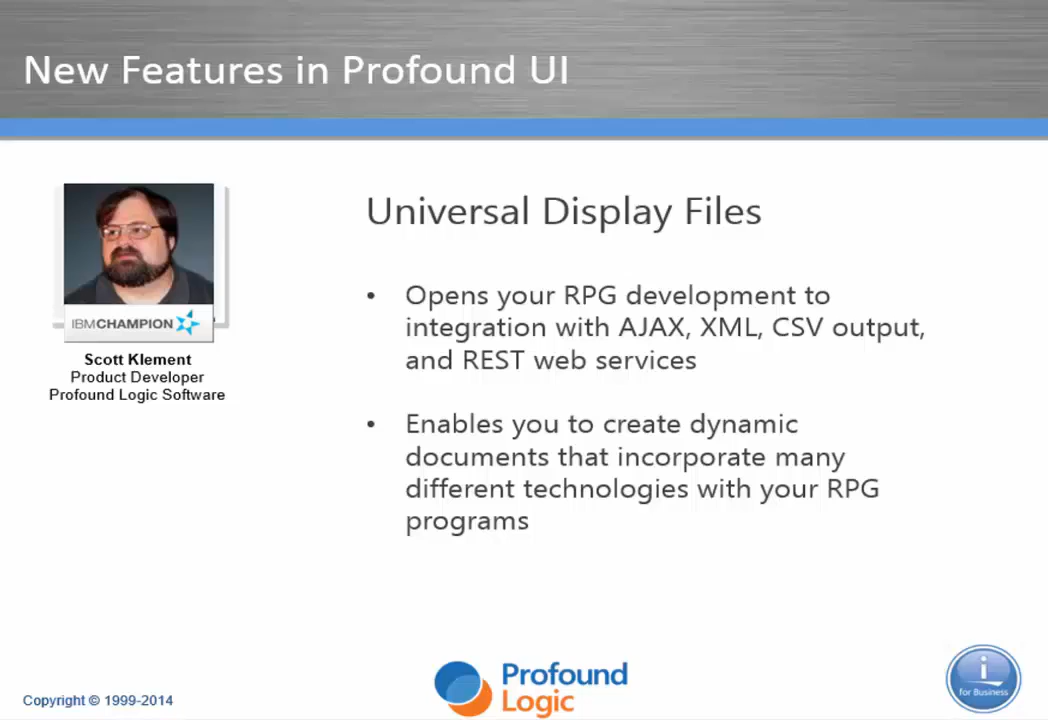 New Features in Profound UI
IBMCHAMPION
Scott Klement
Product Developer
Profound Logic Software
Universal Display Files
• Opens your RPG development to
integration with AJAX, XML, CSV output,
and REST web services
• Enables you to create dynamic
documents that incorporate many
different technologies with your RPG
programs
Copyright © 1999-2014
Profound
Logic
i
for Business